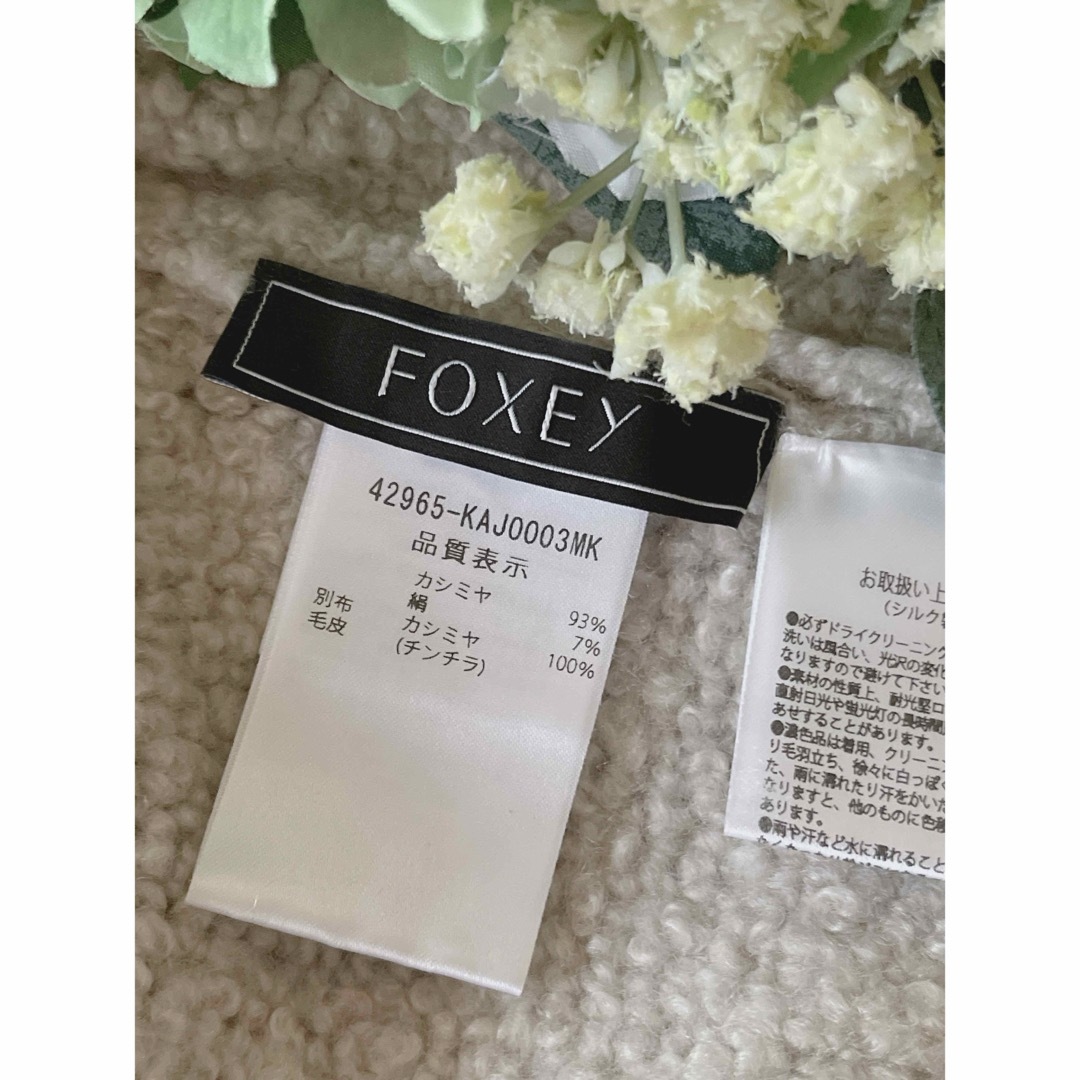 FOXEY
42965-KAJ0003MK
品質表示
カシミヤ 93%
絹 7%
別布 カシミヤ 100%
毛皮 (チンチラ)
お取扱い上
(シルク
●必ずドライクリーニング
洗いは風合い、光沢の変化
なりますので避けて下さい
●素材の性質上、耐光堅ロ
直射日光や蛍光灯の長時間
あせすることがあります。
●濃色品は着用、クリーニン
り毛羽立ち、徐々に白っぽく
た、雨に濡れたり汗をかいた
なりますと、他のものに色移
あります。
●雨や汗など水に濡れること